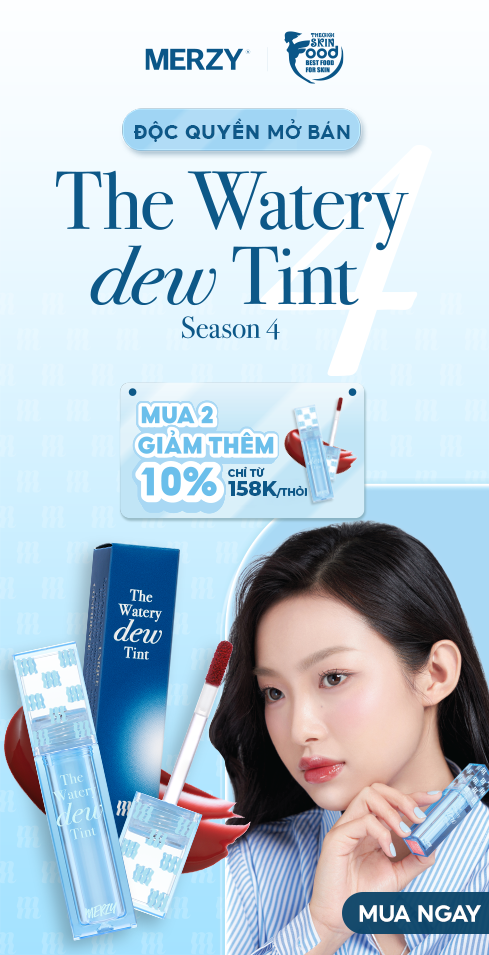 MERZY
THEGIOI
SKIN
Food
BEST FOOD
FOR SKIN
ĐỘC QUYỀN MỞ BÁN
4
The Watery
dew Tint
Season 4
MUA 2
GIẢM THÊM
10%
CHỈ TỪ
158K/THỎI
The
Watery
dew
Tint
The
Watery
dew
Tint
MERZY
MUA NGAY